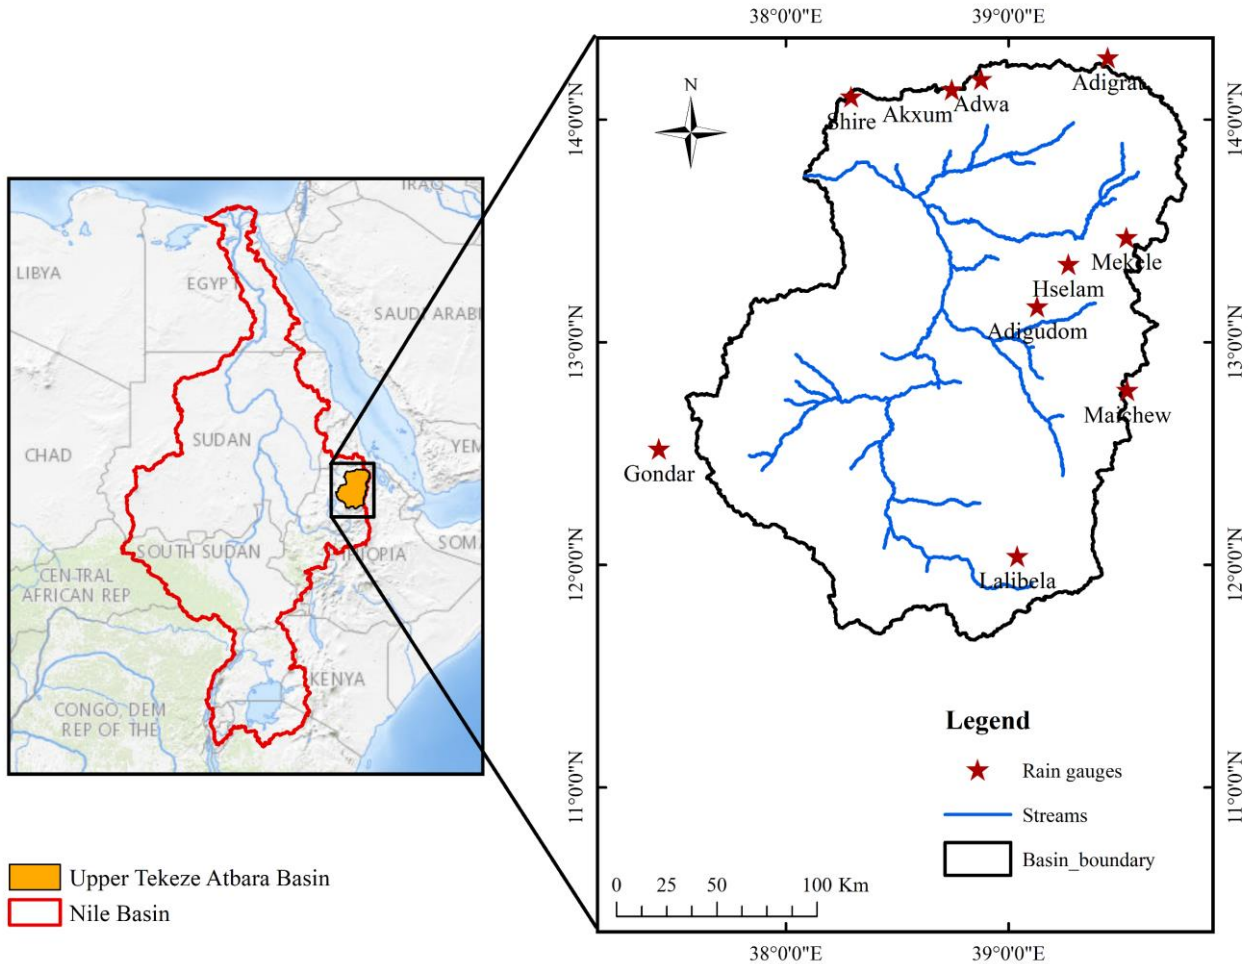 38°0'0"E
39°0'0"E
N
Adigrat
Adwa
Akxum
Shire
14°0'0"N
14°0'0"N
IRAQ
LIBYA
EGYPT
SAUDI ARABI
Mekele
Hselam
Adigudom
13°0'0"N
13°0'0"N
Maichew
Gondar
CHAD
SUDAN
YEM
SOUTH SUDAN
THIOPIA
SOMA
CENTRAL
AFRICAN REP
12°0'0"N
12°0'0"N
Lalibela
KENYA
CONGO, DEM
REP OF THE
Legend
Rain gauges
Streams
Basin_boundary
11°0'0"N
11°0'0"N
0 25 50 100 Km
Upper Tekeze Atbara Basin
Nile Basin
38°0'0"E
39°0'0"E